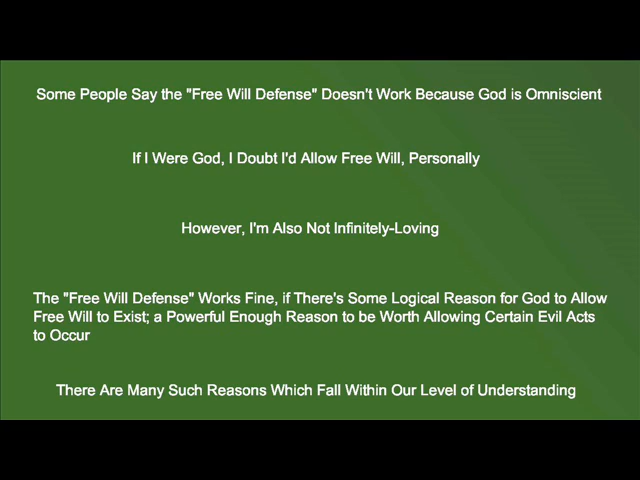 Some People Say the "Free Will Defense" Doesn't Work Because God is Omniscient
If I Were God, I Doubt I'd Allow Free Will, Personally
However, I'm Also Not Infinitely-Loving
The "Free Will Defense" Works Fine, if There's Some Logical Reason for God to Allow
Free Will to Exist; a Powerful Enough Reason to be Worth Allowing Certain Evil Acts
to Occur
There Are Many Such Reasons Which Fall Within Our Level of Understanding